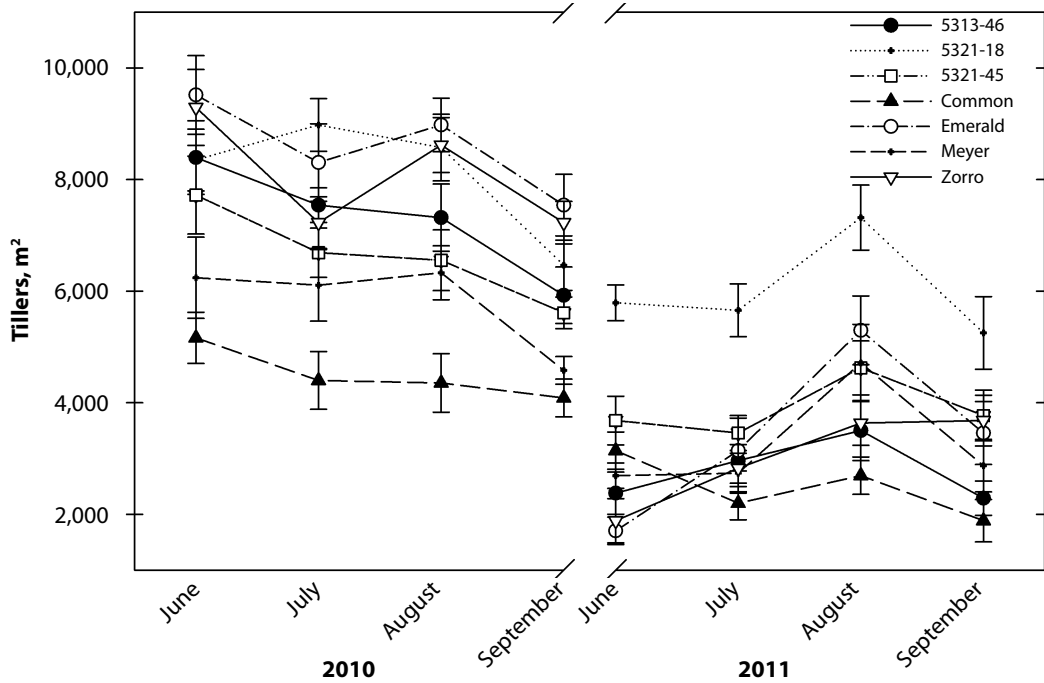 10,000
8,000
6,000
4,000
2,000
Tillers, m²
5313-46
5321-18
5321-45
Common
Emerald
Meyer
Zorro
June
July
August
September
June
July
August
September
2010
2011